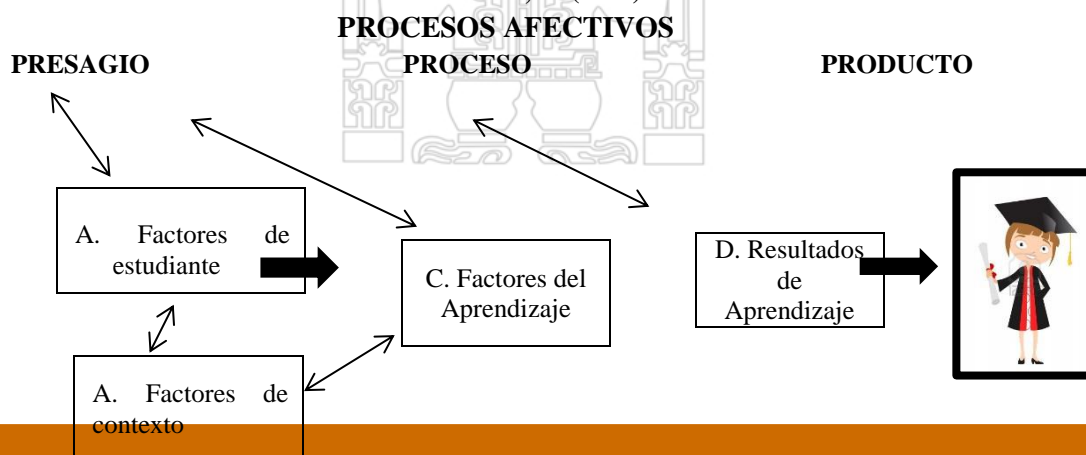 PROCESOS AFECTIVOS
PRESAGIO PROCESO PRODUCTO
A. Factores de
estudiante
C. Factores del
Aprendizaje
D. Resultados
de
Aprendizaje
A. Factores de
contexto